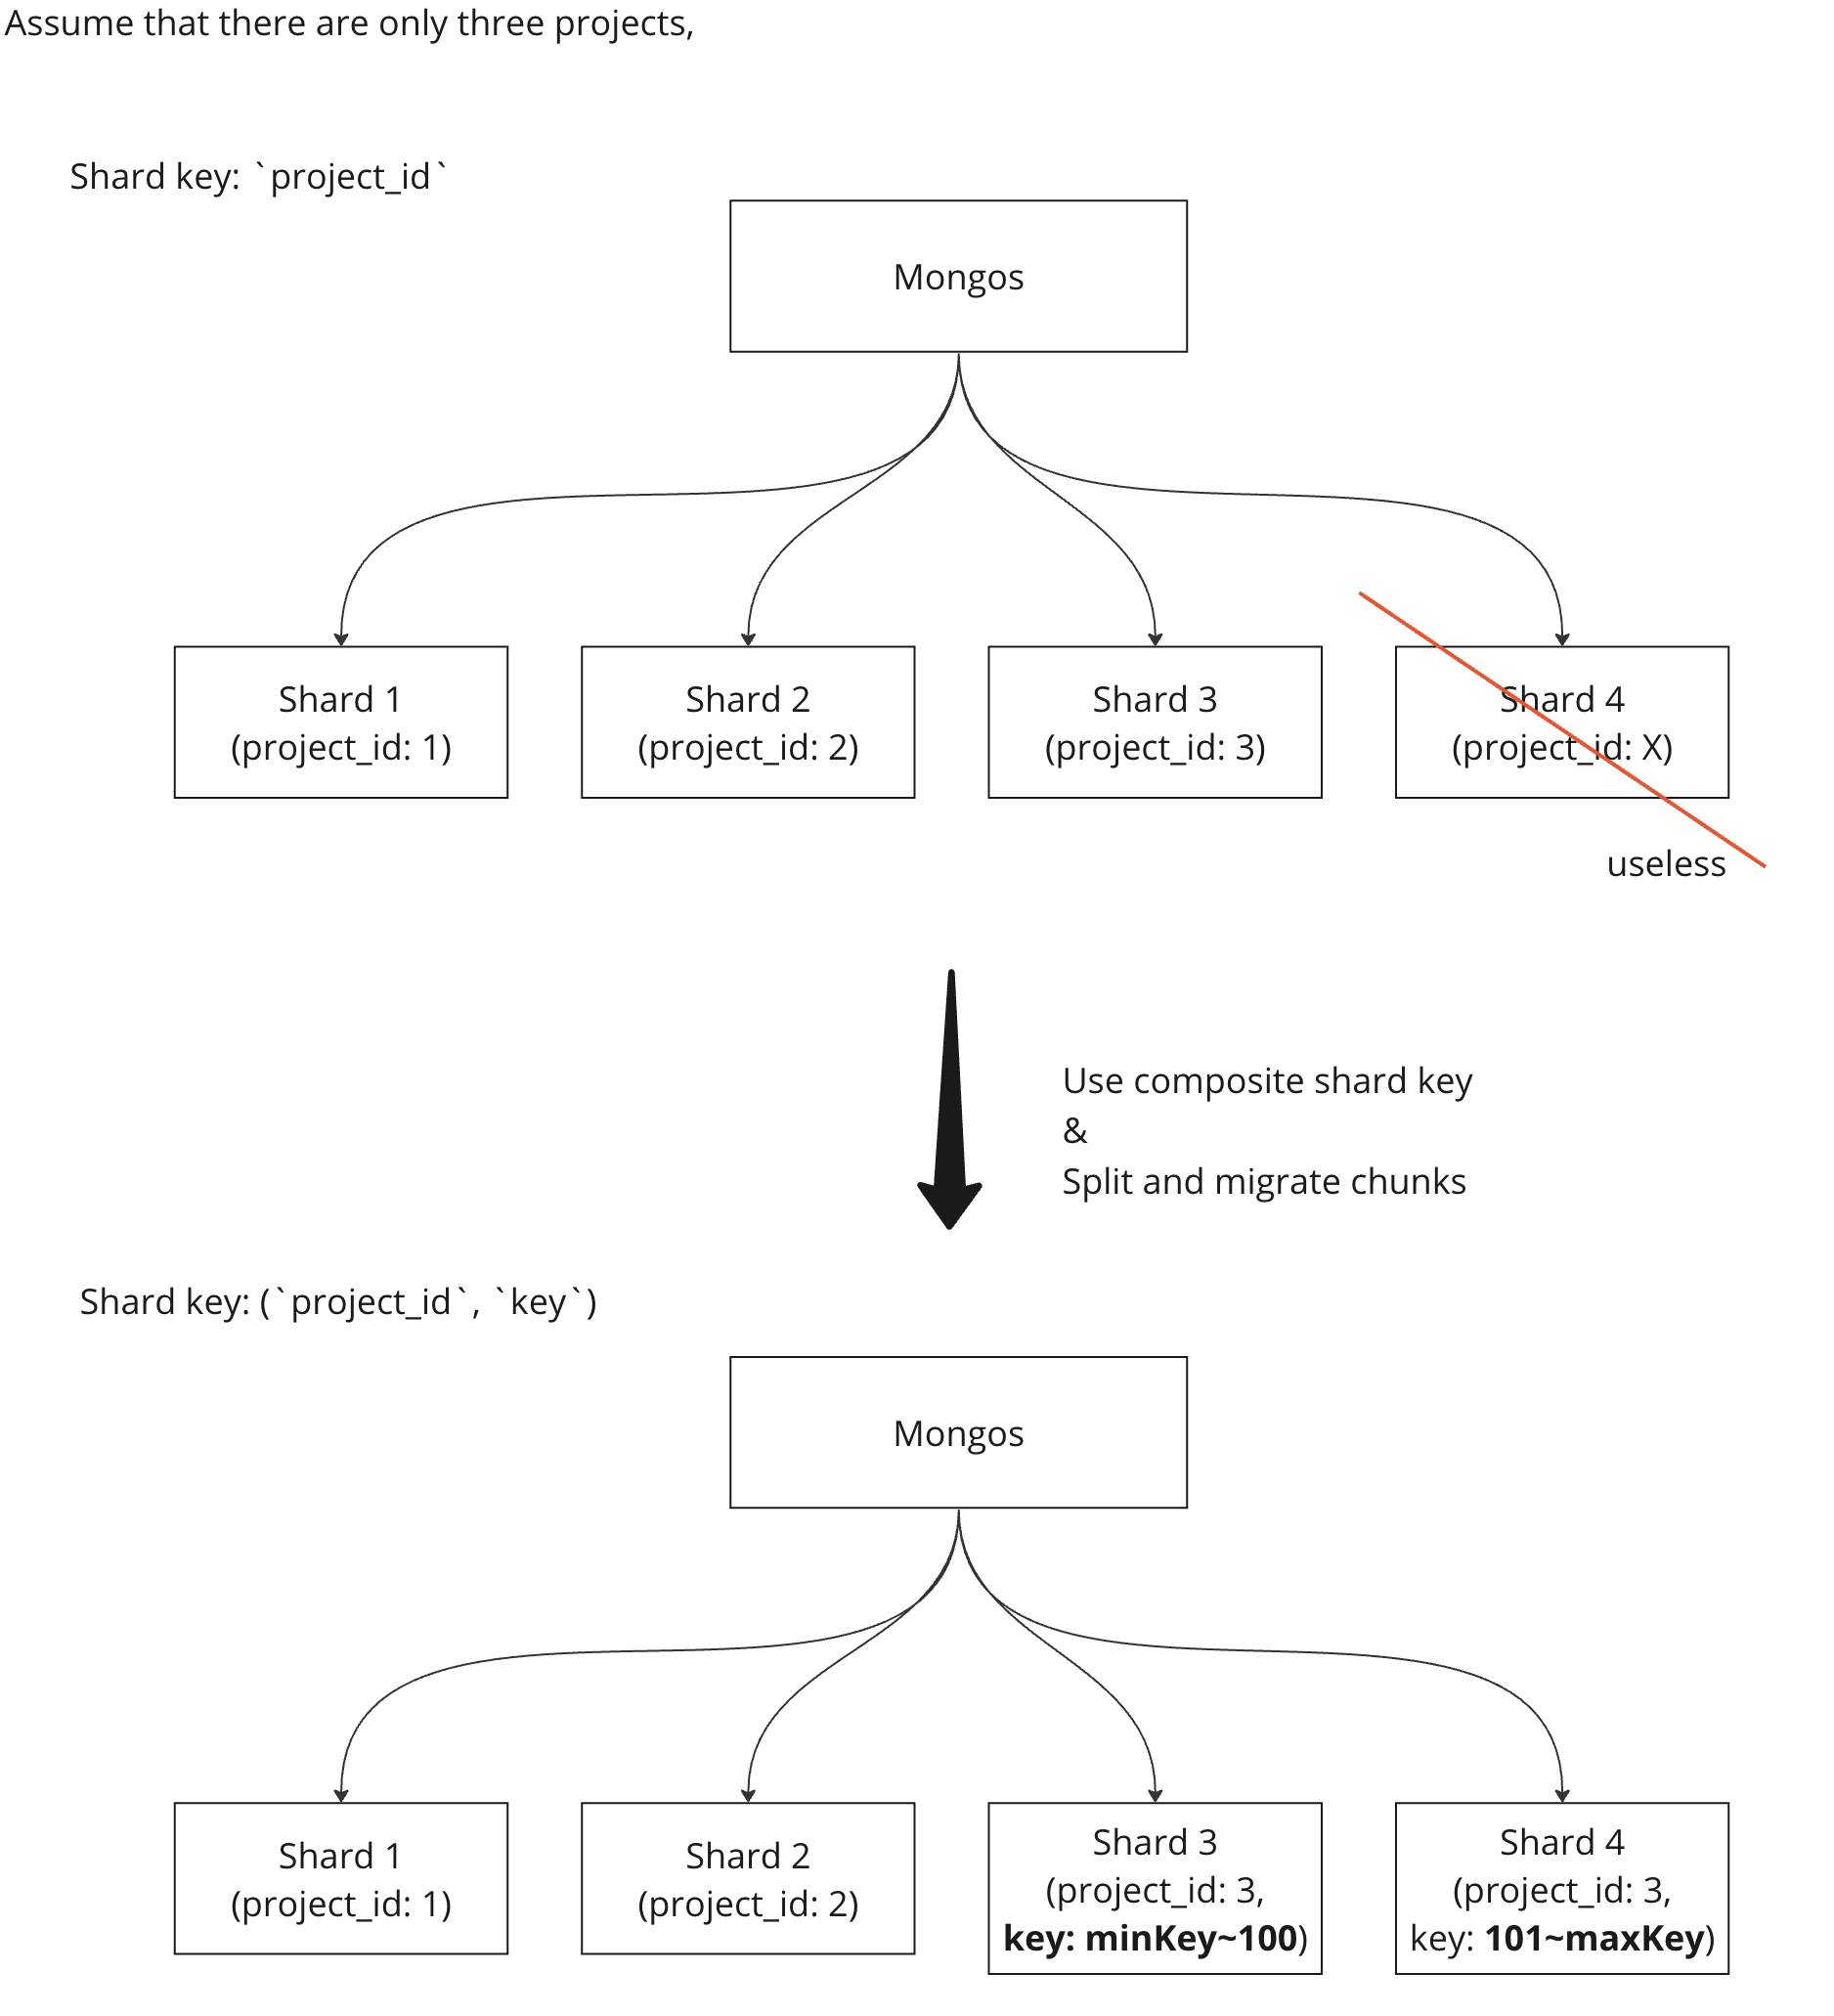 Assume that there are only three projects,
Shard key: `project_id`
Mongos
Shard 1
(project_id: 1)
Shard 2
(project_id: 2)
Shard 3
(project_id: 3)
Shard 4
(project_id: X)
useless
Use composite shard key
&
Split and migrate chunks
Shard key: (`project_id`, `key`)
Mongos
Shard 1
(project_id: 1)
Shard 2
(project_id: 2)
Shard 3
(project_id: 3,
key: minKey~100)
Shard 4
(project_id: 3,
key: 101~maxKey)